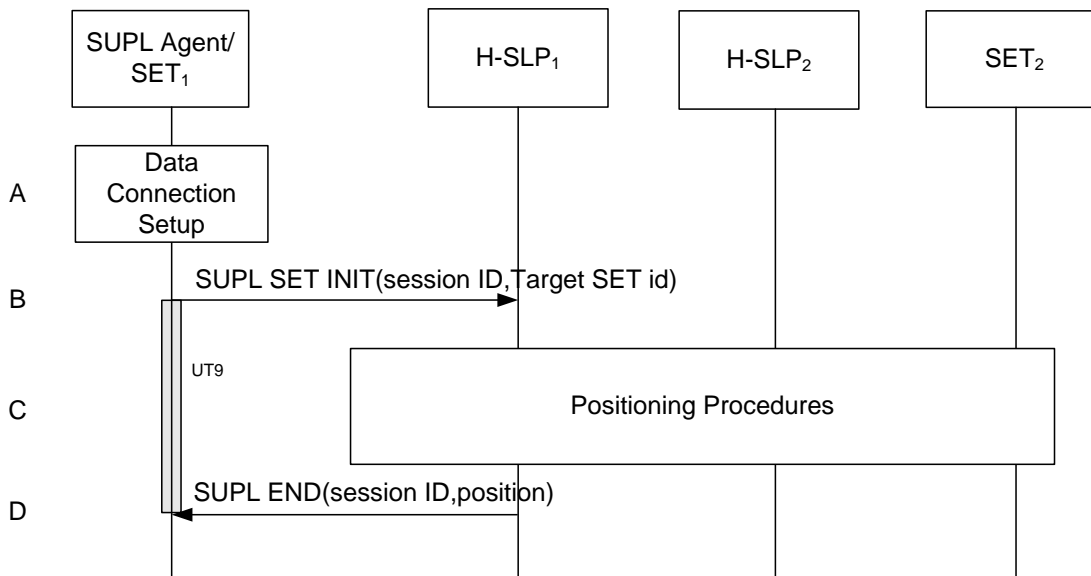 SUPL Agent/
SET₁
H-SLP₁
H-SLP₂
SET₂
A
Data
Connection
Setup
B
SUPL SET INIT(session ID,Target SET id)
UT9
C
Positioning Procedures
D
SUPL END(session ID,position)